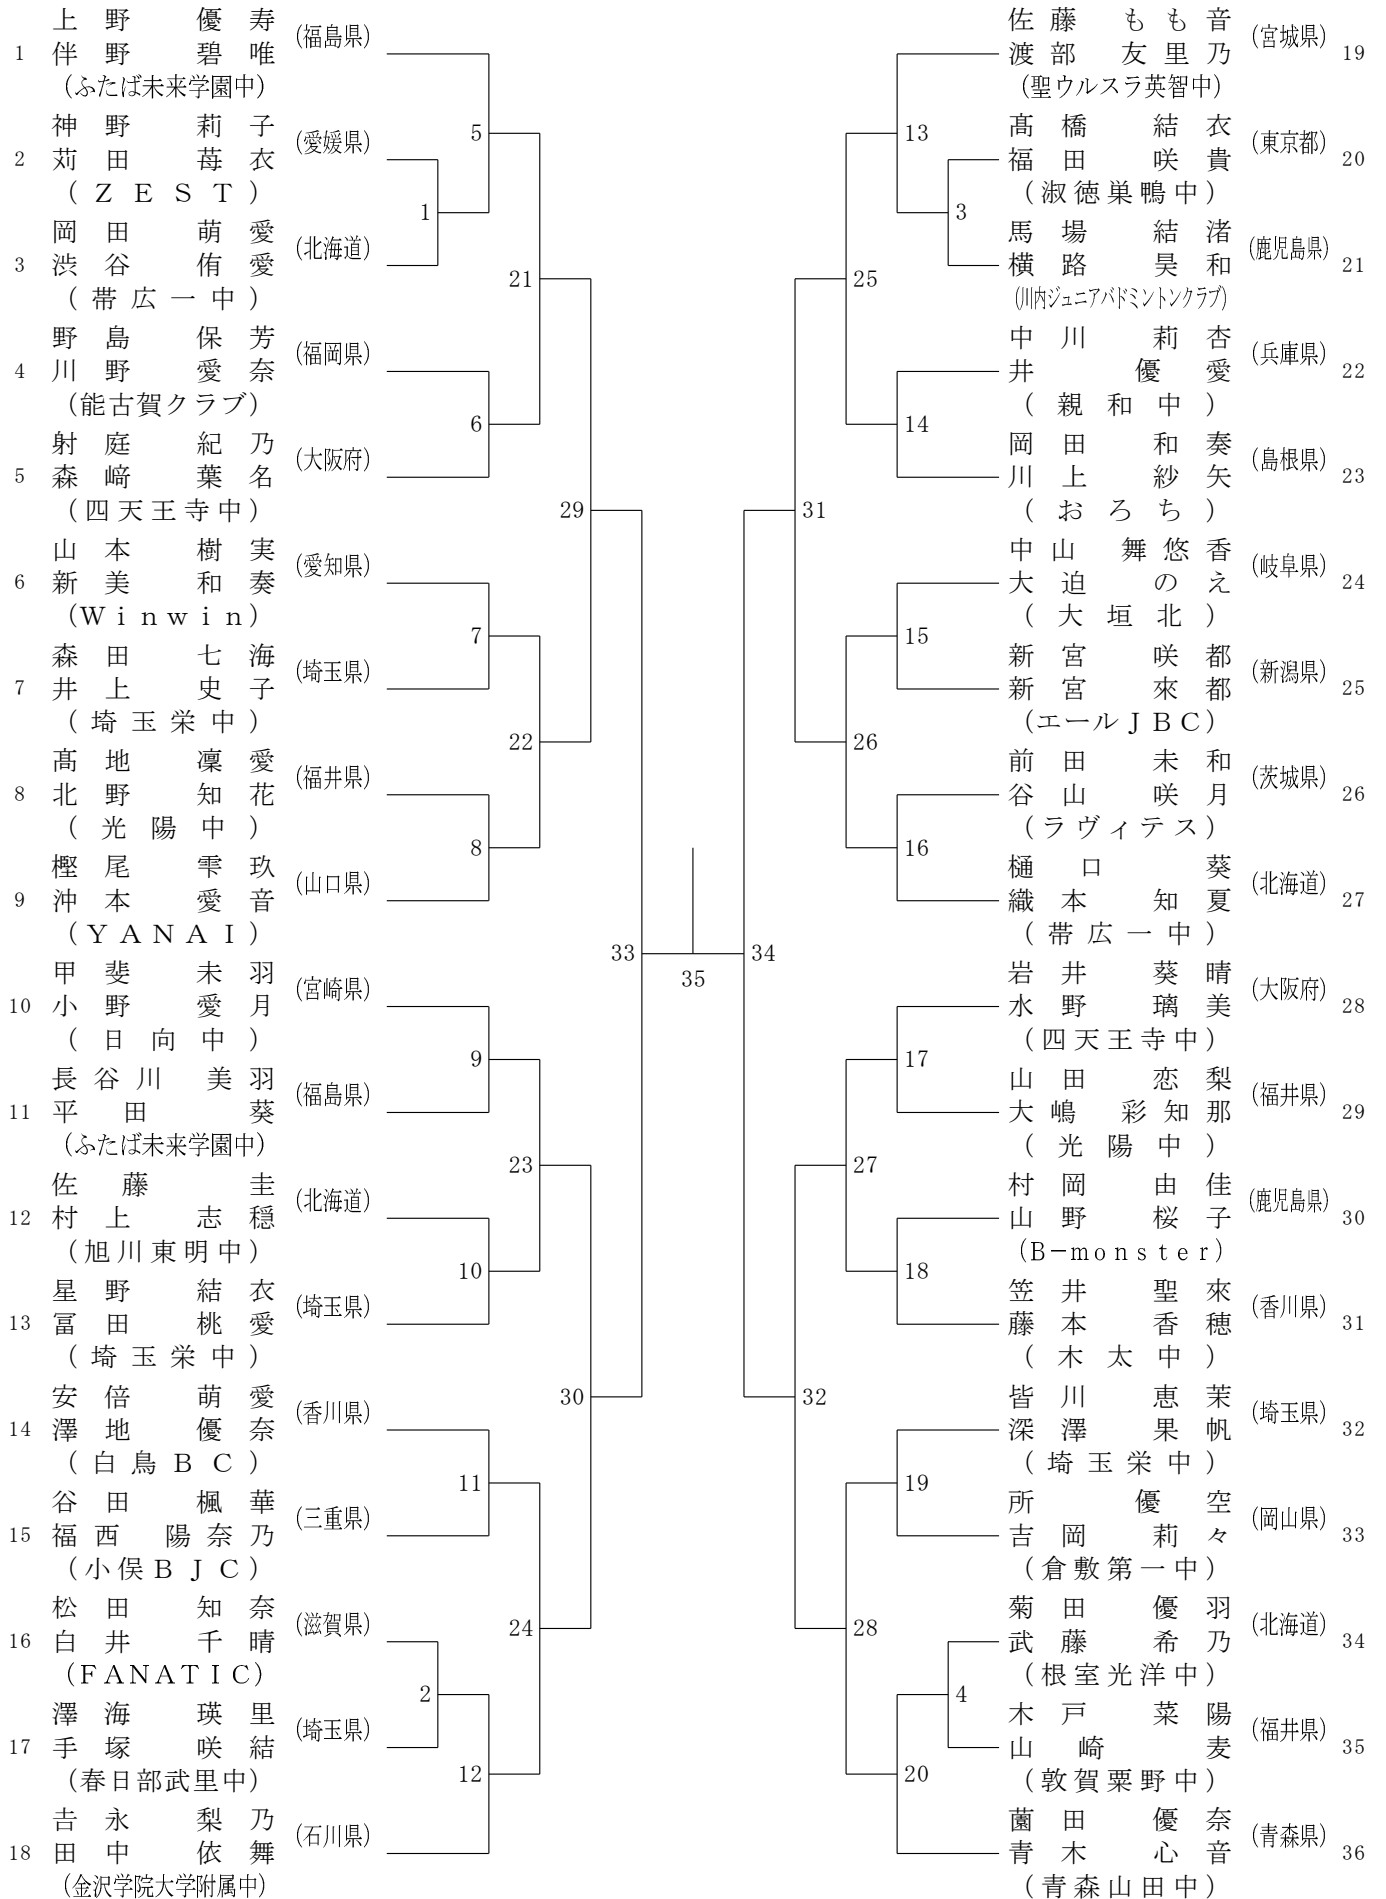 上野 優寿 (福島県)
1 伴野 碧唯
(ふたば未来学園中)
神野 莉子 (愛媛県)
2 苅田 苺衣
(ZEST)
岡田 萌愛 (北海道)
3 渋谷 侑愛
(帯広一中)
野島 保芳 (福岡県)
4 川野 愛奈
(能古賀クラブ)
射庭 紀乃 (大阪府)
5 森﨑 葉名
(四天王寺中)
山本 樹実 (愛知県)
6 新美 和奏
(Winwin)
森田 七海 (埼玉県)
7 井上 史子
(埼玉栄中)
髙地 凜愛 (福井県)
8 北野 知花
(光陽中)
樫尾 雫玖 (山口県)
9 沖本 愛音
(YANAI)
甲斐 未羽 (宮崎県)
10 小野 愛月
(日向中)
長谷川 美羽 (福島県)
11 平田 葵
(ふたば未来学園中)
佐藤 圭 (北海道)
12 村上 志穏
(旭川東明中)
星野 結衣 (埼玉県)
13 冨田 桃愛
(埼玉栄中)
安倍 萌愛 (香川県)
14 澤地 優奈
(白鳥BC)
谷田 楓華 (三重県)
15 福西 陽奈乃
(小俣BJC)
松田 知奈 (滋賀県)
16 白井 千晴
(FANATIC)
澤海 瑛里 (埼玉県)
17 手塚 咲結
(春日部武里中)
𠮷永 梨乃 (石川県)
18 田中 依舞
(金沢学院大学附属中)
1
2
5
6
7
8
9
10
11
12
21
22
23
24
29
30
33
35
34
31
32
25
26
27
28
13
14
15
16
17
18
19
20
3
4
佐藤 もも音 (宮城県)
渡部 友里乃 19
(聖ウルスラ英智中)
髙橋 結衣 (東京都)
福田 咲貴 20
(淑徳巣鴨中)
馬場 結渚 (鹿児島県)
横路 昊和 21
(川内ジュニアバドミントンクラブ)
中川 莉杏 (兵庫県)
井 優愛 22
(親和中)
岡田 和奏 (島根県)
川上 紗矢 23
(おろち)
中山 舞悠香 (岐阜県)
大迫 のえ 24
(大垣北)
新宮 咲都 (新潟県)
新宮 來都 25
(エールJBC)
前田 未和 (茨城県)
谷山 咲月 26
(ラヴィテス)
樋口 葵 (北海道)
織本 知夏 27
(帯広一中)
岩井 葵晴 (大阪府)
水野 璃美 28
(四天王寺中)
山田 恋梨 (福井県)
大嶋 彩知那 29
(光陽中)
村岡 由佳 (鹿児島県)
山野 桜子 30
(B−monster)
笠井 聖來 (香川県)
藤本 香穂 31
(木太中)
皆川 恵茉 (埼玉県)
深澤 果帆 32
(埼玉栄中)
所 優空 (岡山県)
吉岡 莉々 33
(倉敷第一中)
菊田 優羽 (北海道)
武藤 希乃 34
(根室光洋中)
木戸 菜陽 (福井県)
山崎 麦 35
(敦賀粟野中)
薗田 優奈 (青森県)
青木 心音 36
(青森山田中)